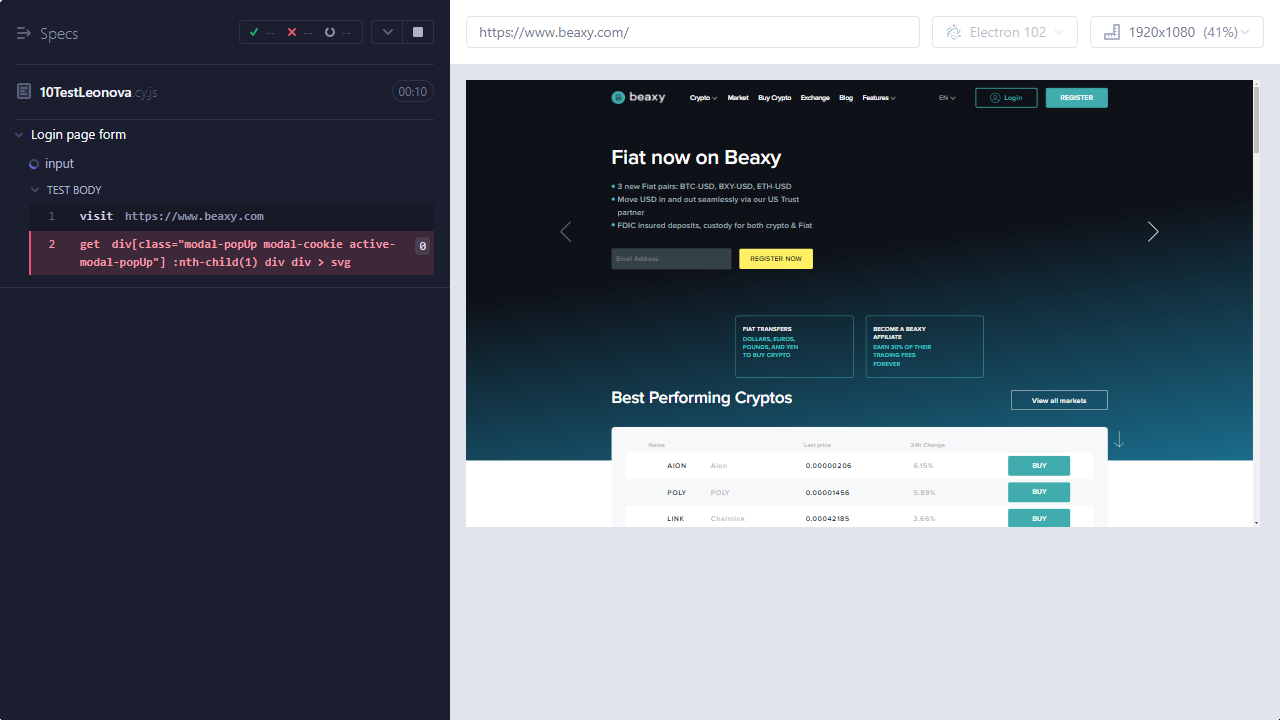 Specs
--
--
--
https://www.beaxy.com/
Electron 102
1920x1080 (41%)
10TestLeonova.cy.js
00:10
Login page form
input
TEST BODY
1 visit https://www.beaxy.com
2 get div[class="modal-popUp modal-cookie active-
modal-popUp"] :nth-child(1) div div > svg
0
beaxy
Crypto
Market
Buy Crypto
Exchange
Blog
Features
EN
Login
REGISTER
Fiat now on Beaxy
• 3 new Fiat pairs: BTC-USD, BXY-USD, ETH-USD
• Move USD in and out seamlessly via our US Trust
partner
• FDIC insured deposits, custody for both crypto & Fiat
Email Address
REGISTER NOW
FIAT TRANSFERS
DOLLARS, EUROS,
POUNDS, AND YEN
TO BUY CRYPTO
BECOME A BEAXY
AFFILIATE
EARN 30% OF THEIR
TRADING FEES
FOREVER
Best Performing Cryptos
View all markets
Name Last price 24h Change
AION Aion 0.00000206 6.15% BUY
POLY POLY 0.00001456 5.89% BUY
LINK Chainlink 0.00042185 3.66% BUY